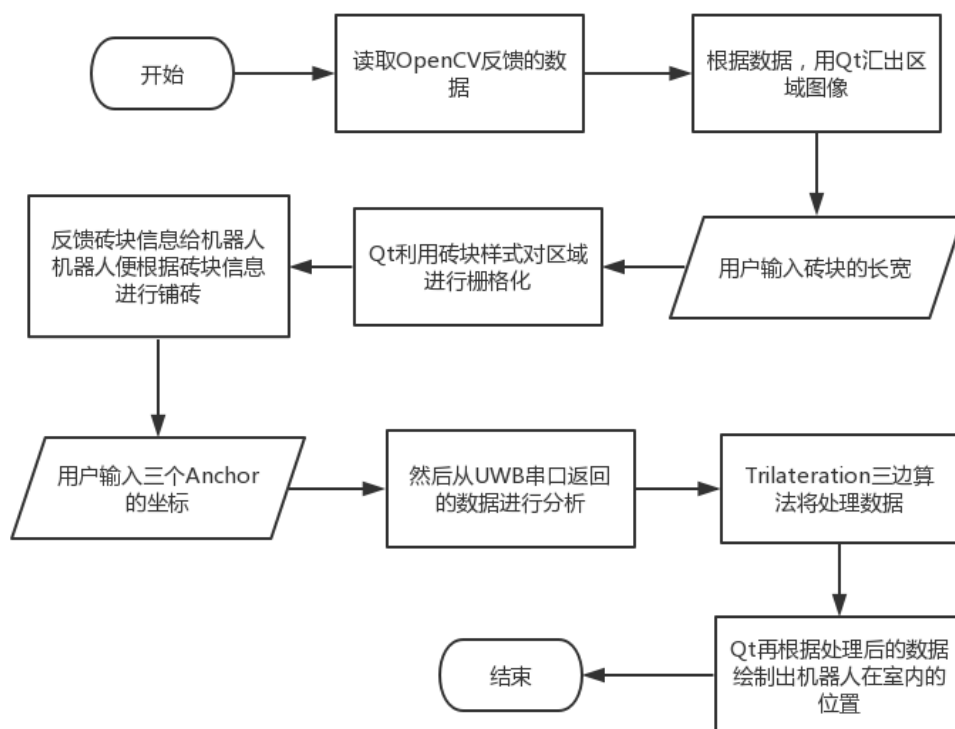 开始
读取OpenCV反馈的数
据
根据数据，用Qt汇出区
域图像
用户输入砖块的长宽
Qt利用砖块样式对区域
进行栅格化
反馈砖块信息给机器人
机器人便根据砖块信息
进行铺砖
用户输入三个Anchor
的坐标
然后从UWB串口返回
的数据进行分析
Trilateration三边算
法将处理数据
Qt再根据处理后的数据
绘制出机器人在室内的
位置
结束